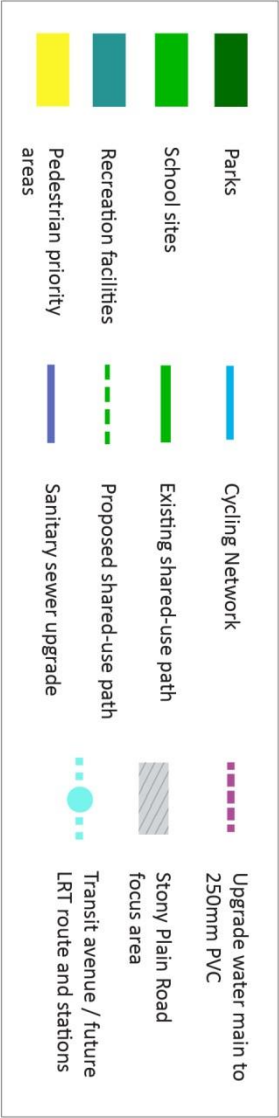 Parks
School sites
Recreation facilities
Pedestrian priority
areas
Cycling Network
Existing shared-use path
Proposed shared-use path
Sanitary sewer upgrade
Upgrade water main to
250mm PVC
Stony Plain Road
focus area
Transit avenue / future
LRT route and stations